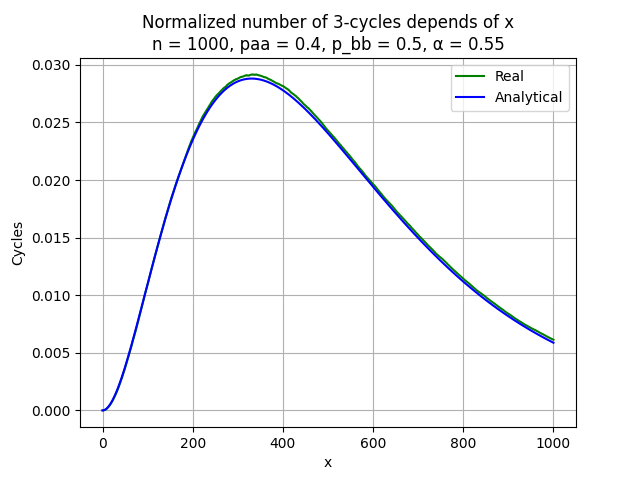 Normalized number of 3-cycles depends of x
n = 1000, paa = 0.4, p_bb = 0.5, α = 0.55
Real
Analytical
Cycles
0.030
0.025
0.020
0.015
0.010
0.005
0.000
0 200 400 600 800 1000
x